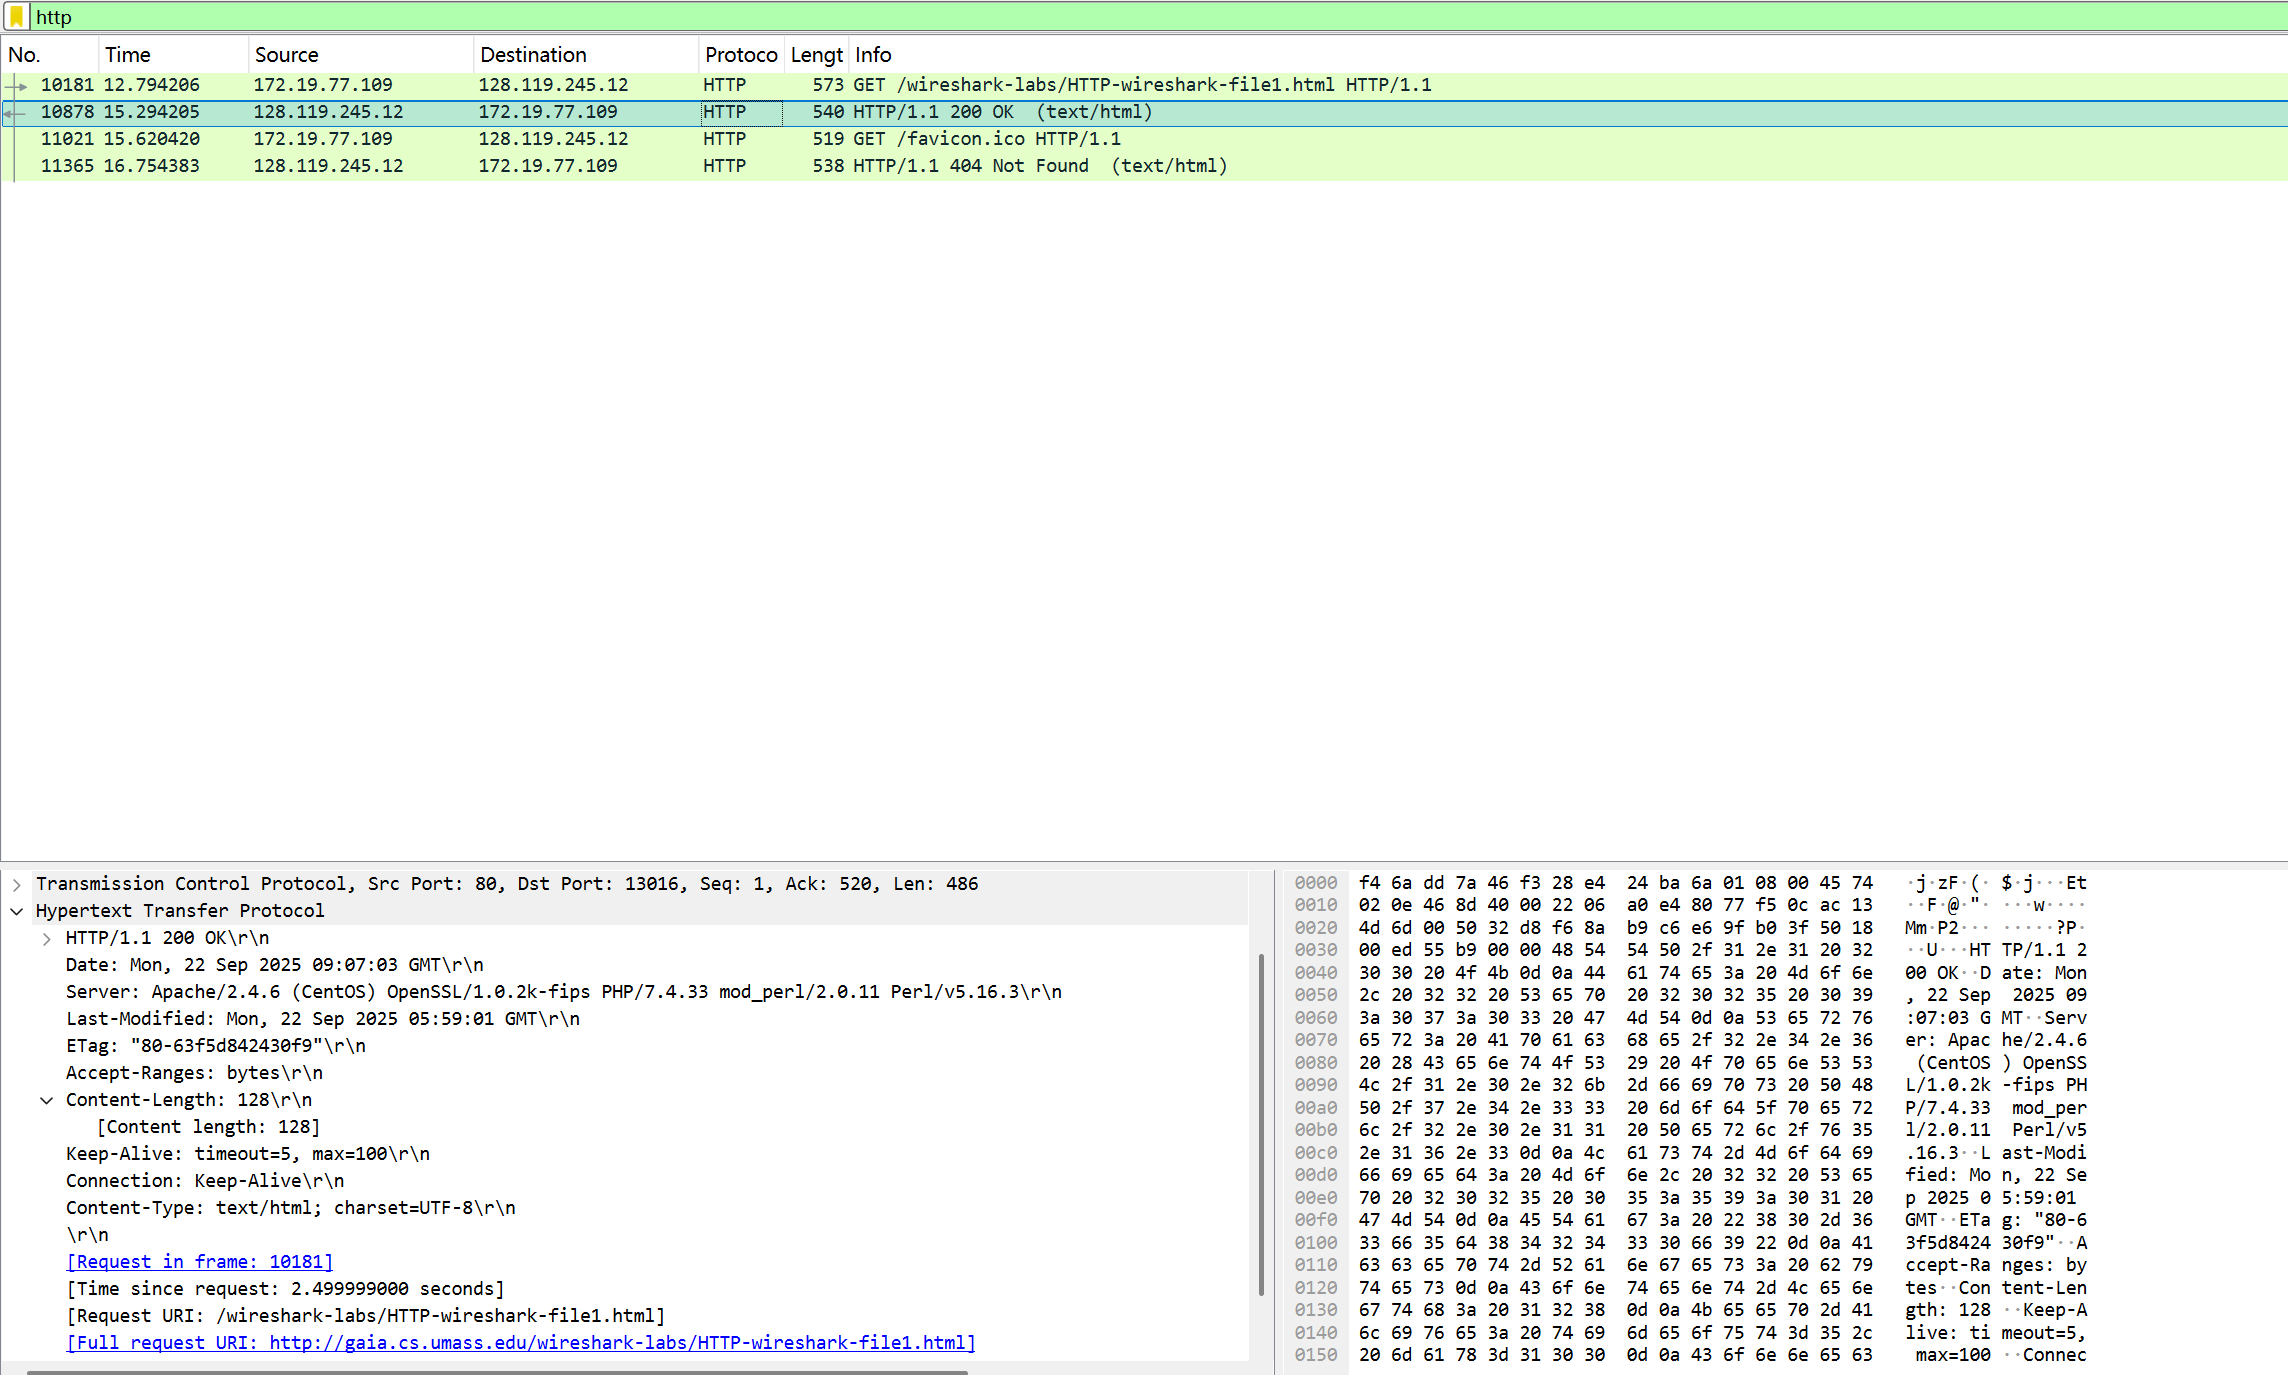 http
No. Time Source Destination Protoco Lengt Info
10181 12.794206 172.19.77.109 128.119.245.12 HTTP 573 GET /wireshark-labs/HTTP-wireshark-file1.html HTTP/1.1
10878 15.294205 128.119.245.12 172.19.77.109 HTTP 540 HTTP/1.1 200 OK  (text/html)
11021 15.620420 172.19.77.109 128.119.245.12 HTTP 519 GET /favicon.ico HTTP/1.1
11365 16.754383 128.119.245.12 172.19.77.109 HTTP 538 HTTP/1.1 404 Not Found  (text/html)
Transmission Control Protocol, Src Port: 80, Dst Port: 13016, Seq: 1, Ack: 520, Len: 486
Hypertext Transfer Protocol
HTTP/1.1 200 OK\r\n
Date: Mon, 22 Sep 2025 09:07:03 GMT\r\n
Server: Apache/2.4.6 (CentOS) OpenSSL/1.0.2k-fips PHP/7.4.33 mod_perl/2.0.11 Perl/v5.16.3\r\n
Last-Modified: Mon, 22 Sep 2025 05:59:01 GMT\r\n
ETag: "80-63f5d842430f9"\r\n
Accept-Ranges: bytes\r\n
Content-Length: 128\r\n
[Content length: 128]
Keep-Alive: timeout=5, max=100\r\n
Connection: Keep-Alive\r\n
Content-Type: text/html; charset=UTF-8\r\n
\r\n
[Request in frame: 10181]
[Time since request: 2.499999000 seconds]
[Request URI: /wireshark-labs/HTTP-wireshark-file1.html]
[Full request URI: http://gaia.cs.umass.edu/wireshark-labs/HTTP-wireshark-file1.html]
0000 f4 6a dd 7a 46 f3 28 e4 24 ba 6a 01 08 00 45 74 ·j·zF·(· $·j···Et
0010 02 0e 46 8d 40 00 22 06 a0 e4 80 77 f5 0c ac 13 ··F·@·"· ···w····
0020 4d 6d 00 50 32 d8 f6 8a b9 c6 e6 9f b0 3f 50 18 Mm·P2··· ·····?P·
0030 00 ed 55 b9 00 00 48 54 54 50 2f 31 2e 31 20 32 ··U···HT TP/1.1 2
0040 30 30 20 4f 4b 0d 0a 44 61 74 65 3a 20 4d 6f 6e 00 OK··D ate: Mon
0050 2c 20 32 32 20 53 65 70 20 32 30 32 35 20 30 39 , 22 Sep  2025 09
0060 3a 30 37 3a 30 33 20 47 4d 54 0d 0a 53 65 72 76 :07:03 G MT··Serv
0070 65 72 3a 20 41 70 61 63 68 65 2f 32 2e 34 2e 36 er: Apac he/2.4.6
0080 20 28 43 65 6e 74 4f 53 29 20 4f 70 65 6e 53 53  (CentOS ) OpenSS
0090 4c 2f 31 2e 30 2e 32 6b 2d 66 69 70 73 20 50 48 L/1.0.2k -fips PH
00a0 50 2f 37 2e 34 2e 33 33 20 6d 6f 64 5f 70 65 72 P/7.4.33  mod_per
00b0 6c 2f 32 2e 30 2e 31 31 20 50 65 72 6c 2f 76 35 l/2.0.11  Perl/v5
00c0 2e 31 36 2e 33 0d 0a 4c 61 73 74 2d 4d 6f 64 69 .16.3··L ast-Modi
00d0 66 69 65 64 3a 20 4d 6f 6e 2c 20 32 32 20 53 65 fied: Mo n, 22 Se
00e0 70 20 32 30 32 35 20 30 35 3a 35 39 3a 30 31 20 p 2025 0 5:59:01
00f0 47 4d 54 0d 0a 45 54 61 67 3a 20 22 38 30 2d 36 GMT··ETa g: "80-6
0100 33 66 35 64 38 34 32 34 33 30 66 39 22 0d 0a 41 3f5d8424 30f9"··A
0110 63 63 65 70 74 2d 52 61 6e 67 65 73 3a 20 62 79 ccept-Ra nges: by
0120 74 65 73 0d 0a 43 6f 6e 74 65 6e 74 2d 4c 65 6e tes··Con tent-Len
0130 67 74 68 3a 20 31 32 38 0d 0a 4b 65 65 70 2d 41 gth: 128 ··Keep-A
0140 6c 69 76 65 3a 20 74 69 6d 65 6f 75 74 3d 35 2c live: ti meout=5,
0150 20 6d 61 78 3d 31 30 30 0d 0a 43 6f 6e 6e 65 63  max=100 ··Connec